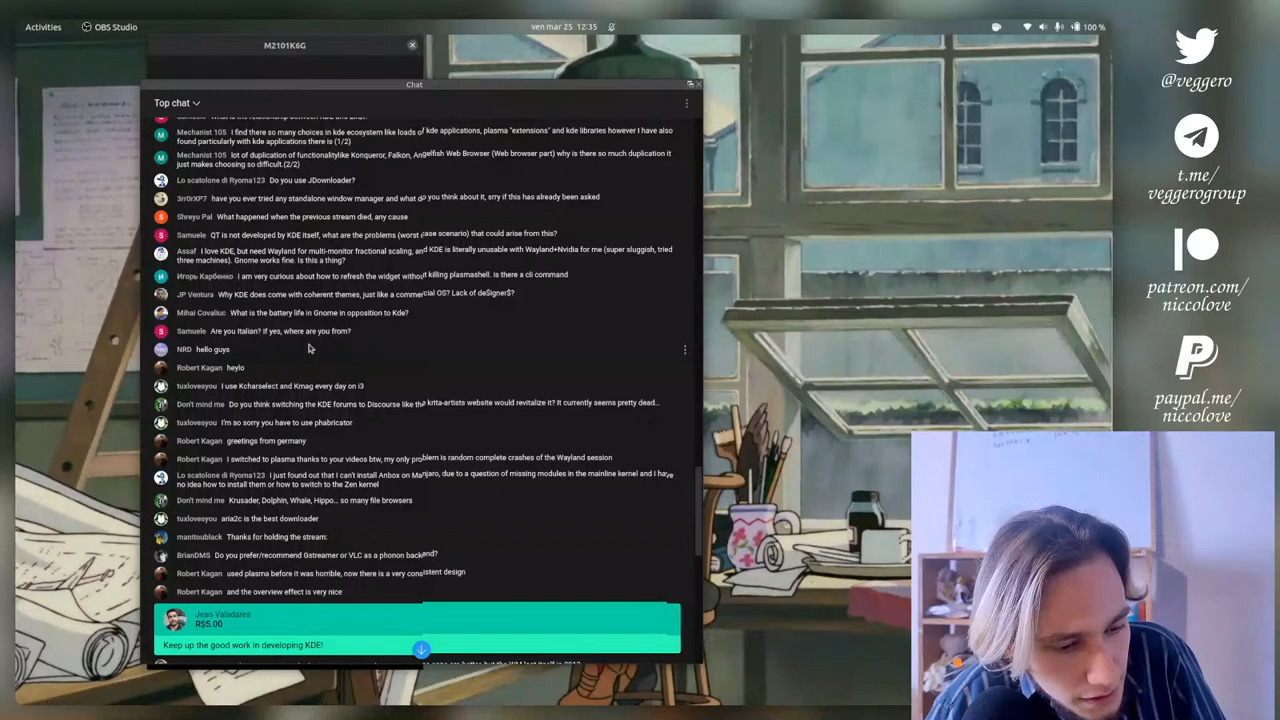 Activities
OBS Studio
ven mar 25 12:35
100 %
M2101K6G
Chat
Top chat
Mechanist 105 I find there so many choices in kde ecosystem like loads of kde applications, plasma "extensions" and kde libraries however I have also
found particularly with kde applications there is (1/2)
Mechanist 105 lot of duplication of functionalitylike Konqueror, Falkon, Angelfish Web Browser (Web browser part) why is there so much duplication it
just makes choosing so difficult.(2/2)
Lo scatolone di Ryoma123 Do you use JDownloader?
3rr0rXP7 have you ever tried any standalone window manager and what do you think about it, srry if this has already been asked
Shreyo Pal What happened when the previous stream died, any cause
Samuele QT is not developed by KDE itself, what are the problems (worst case scenario) that could arise from this?
Assaf I love KDE, but need Wayland for multi-monitor fractional scaling, and KDE is literally unusable with Wayland+Nvidia for me (super sluggish, tried
three machines). Gnome works fine. Is this a thing?
Игорь Карбенко I am very curious about how to refresh the widget without killing plasmashell. is there a cli command
JP Ventura Why KDE does come with coherent themes, just like a commercial OS? Lack of de$igner$?
Mihai Covaliuc What is the battery life in Gnome in opposition to Kde?
Samuele Are you Italian? If yes, where are you from?
NRD hello guys
Robert Kagan heylo
tuxlovesyou I use Kcharselect and Kmag every day on i3
Don't mind me Do you think switching the KDE forums to Discourse like the krita-artists website would revitalize it? It currently seems pretty dead...
tuxlovesyou I'm so sorry you have to use phabricator
Robert Kagan greetings from germany
Robert Kagan I switched to plasma thanks to your videos btw, my only problem is random complete crashes of the Wayland session
Lo scatolone di Ryoma123 I just found out that I can't install Anbox on Manjaro, due to a question of missing modules in the mainline kernel and I have
no idea how to install them or how to switch to the Zen kernel
Don't mind me Krusader, Dolphin, Whale, Hippo... so many file browsers
tuxlovesyou aria2c is the best downloader
manitoublack Thanks for holding the stream:
BrianDMS Do you prefer/recommend Gstreamer or VLC as a phonon backend?
Robert Kagan used plasma before it was horrible, now there is a very consistent design
Robert Kagan and the overview effect is very nice
Jean Valadares
R$5.00
Keep up the good work in developing KDE!
@veggero
t.me/
veggerogroup
patreon.com/
niccolove
paypal.me/
niccolove